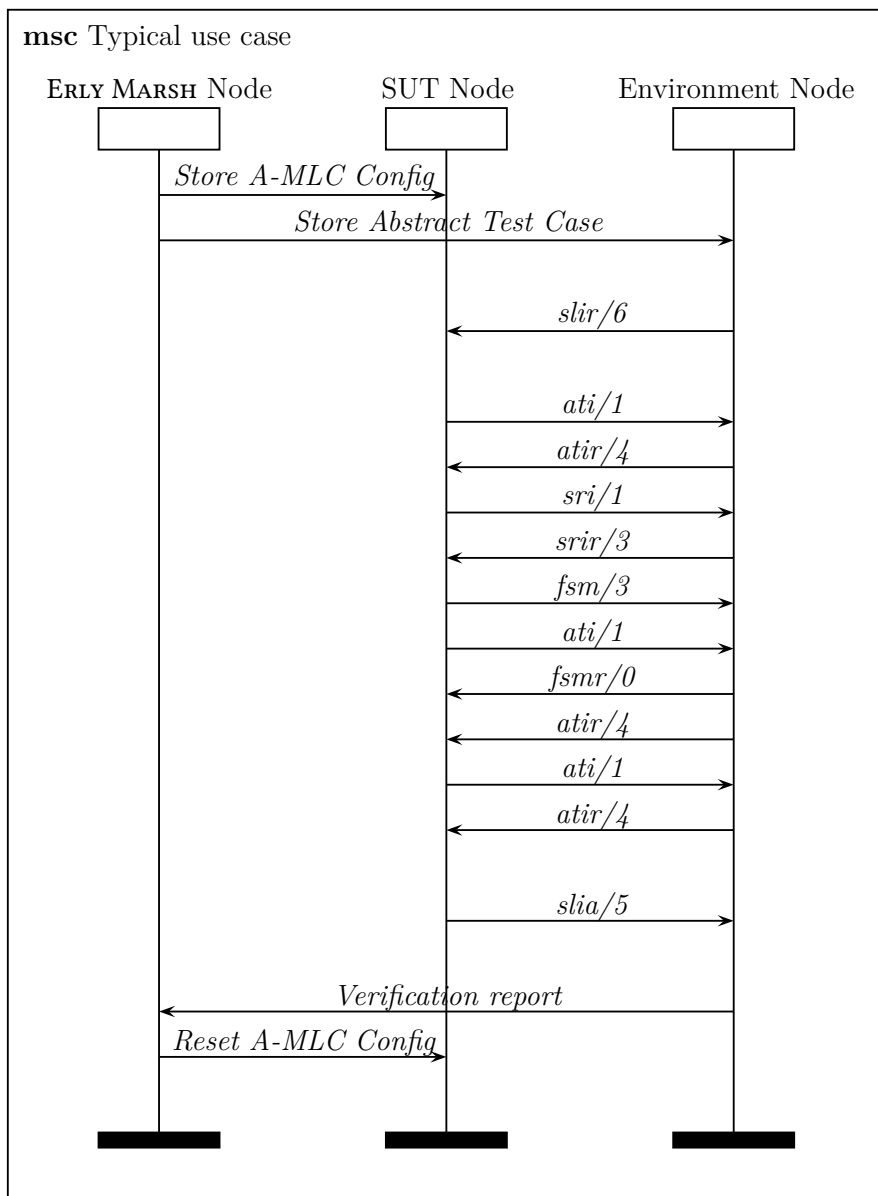 msc Typical use case
Erly Marsh Node
SUT Node
Environment Node
Store A-MLC Config
Store Abstract Test Case
slir/6
ati/1
atir/4
sri/1
srir/3
fsm/3
ati/1
fsmr/0
atir/4
ati/1
atir/4
slia/5
Verification report
Reset A-MLC Config